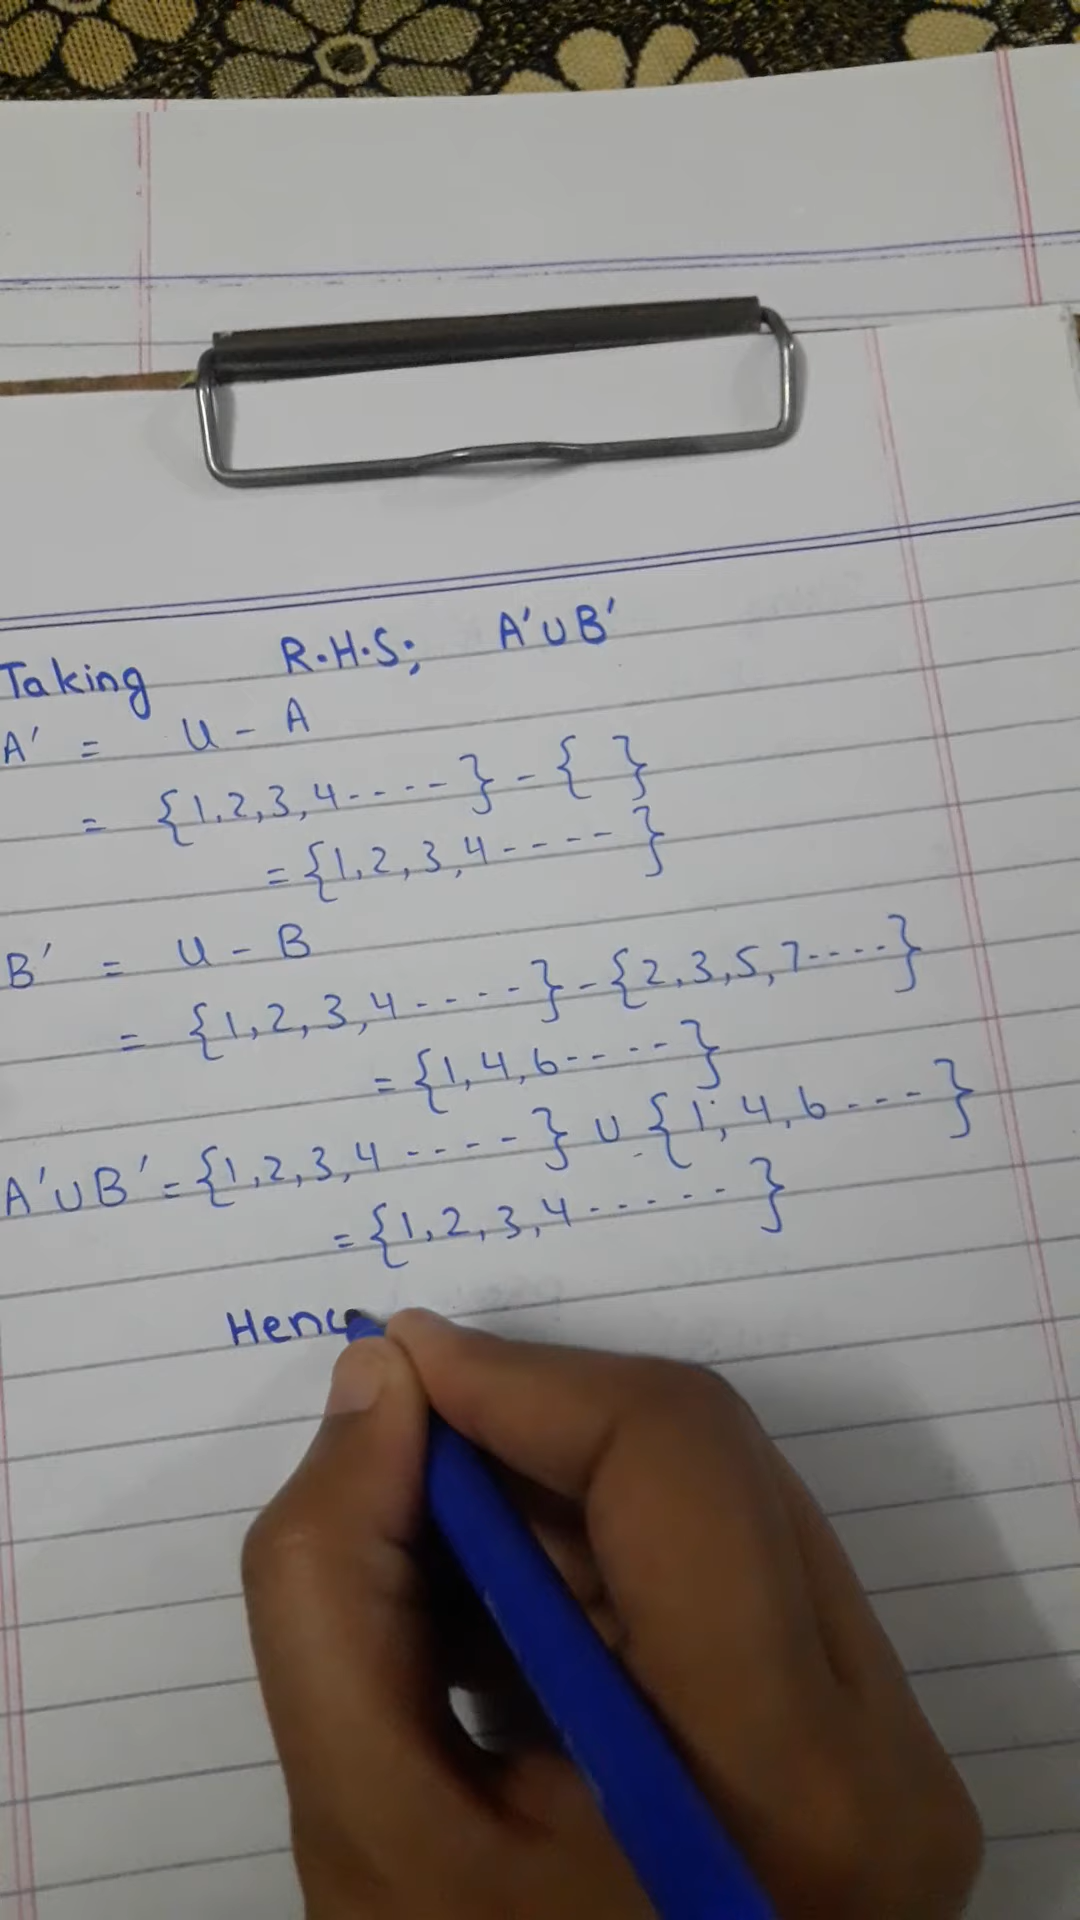 Taking R.H.S; A'∪B'
A' = U - A
= {1,2,3,4----} - { }
= {1,2,3,4----}
B' = U - B
= {1,2,3,4-----} - {2,3,5,7----}
= {1,4,6-----}
A'∪B' = {1,2,3,4-----} ∪ {1,4,6---}
= {1,2,3,4------}
Henc